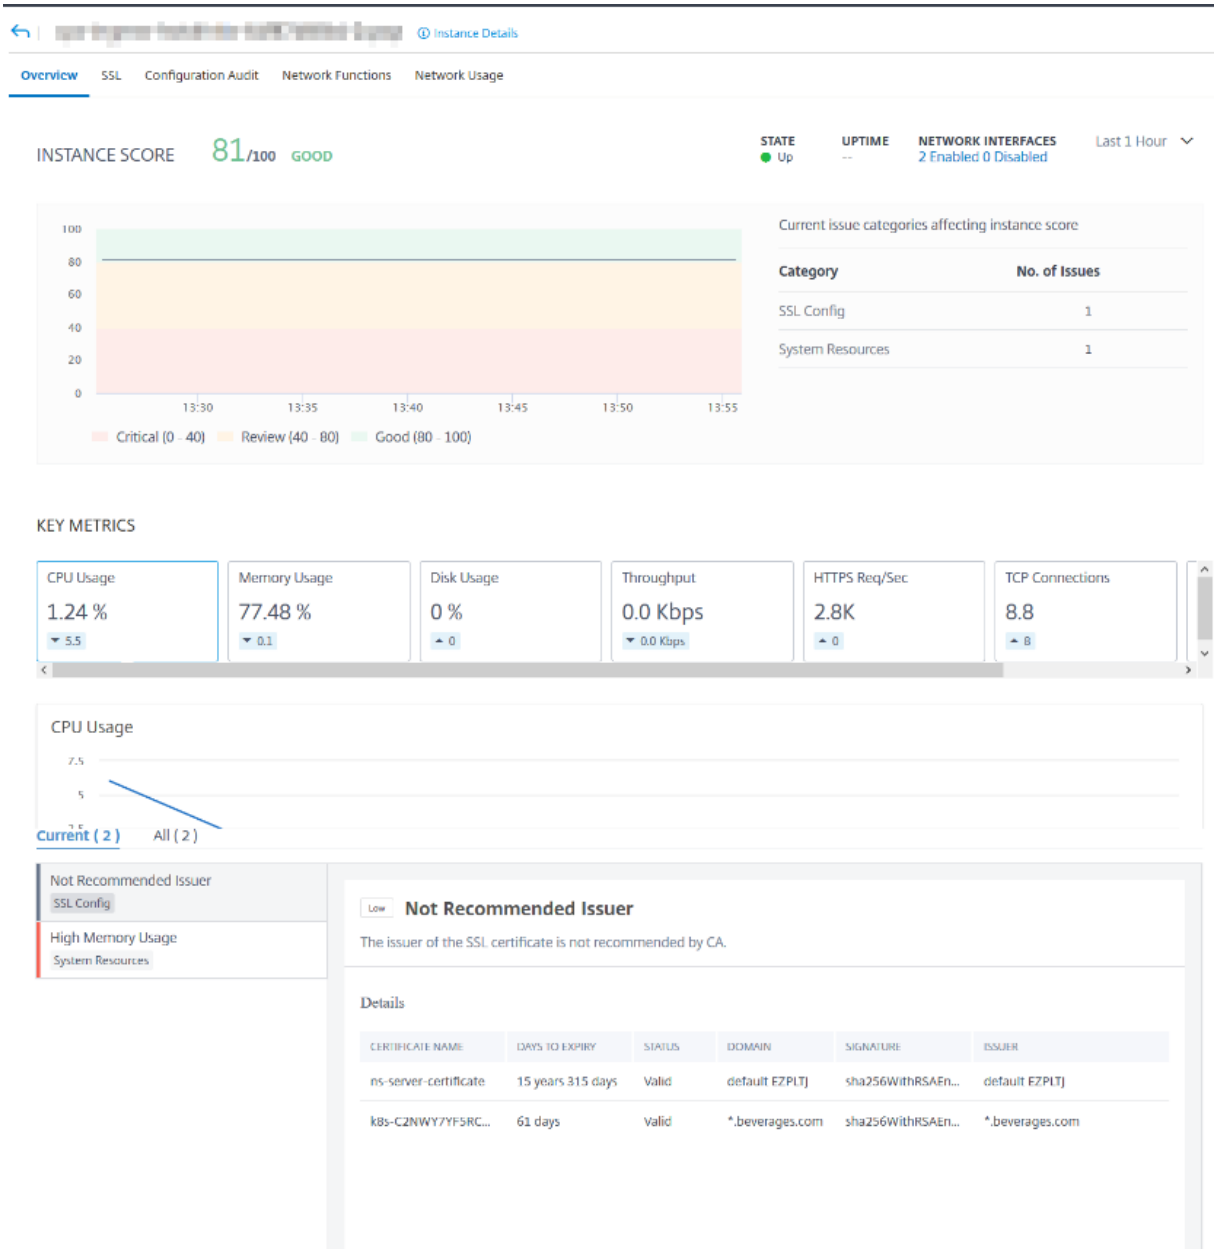 Instance Details
Overview SSL Configuration Audit Network Functions Network Usage
INSTANCE SCORE 81/100 GOOD
STATE UPTIME NETWORK INTERFACES Last 1 Hour
Up -- 2 Enabled 0 Disabled
Current issue categories affecting instance score
Category No. of Issues
SSL Config 1
System Resources 1
100
80
60
40
20
0
13:30 13:35 13:40 13:45 13:50 13:55
Critical (0 - 40) Review (40 - 80) Good (80 - 100)
KEY METRICS
CPU Usage Memory Usage Disk Usage Throughput HTTPS Req/Sec TCP Connections
1.24 % 77.48 % 0 % 0.0 Kbps 2.8K 8.8
5.5 0.1 0 0.0 Kbps 0 8
CPU Usage
7.5
5
Current ( 2 ) All ( 2 )
Not Recommended Issuer
SSL Config
High Memory Usage
System Resources
Low Not Recommended Issuer
The issuer of the SSL certificate is not recommended by CA.
Details
CERTIFICATE NAME DAYS TO EXPIRY STATUS DOMAIN SIGNATURE ISSUER
ns-server-certificate 15 years 315 days Valid default EZPLTJ sha256WithRSAEn... default EZPLTJ
k8s-C2NWY7YF5RC... 61 days Valid *.beverages.com sha256WithRSAEn... *.beverages.com